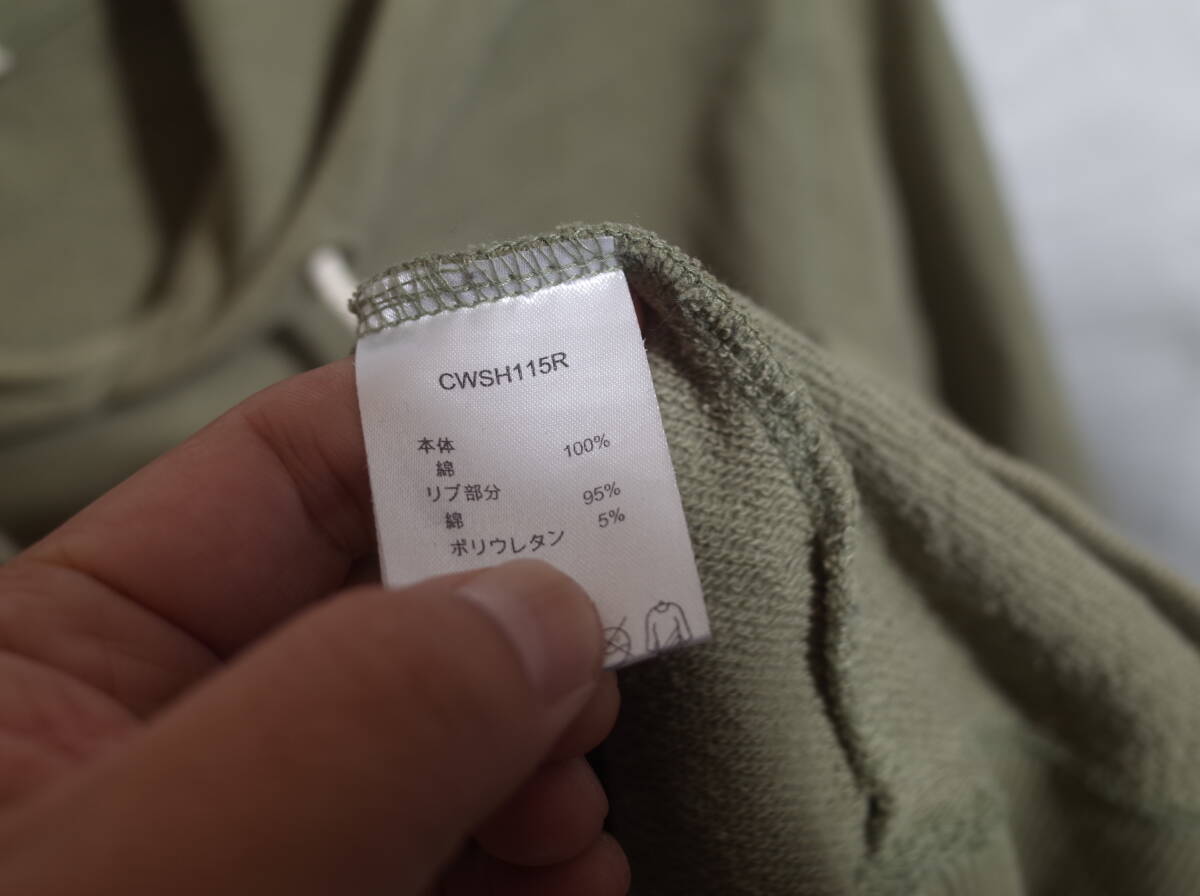 CWSH115R
本体
綿 100%
リブ部分
綿 95%
ポリウレタン 5%